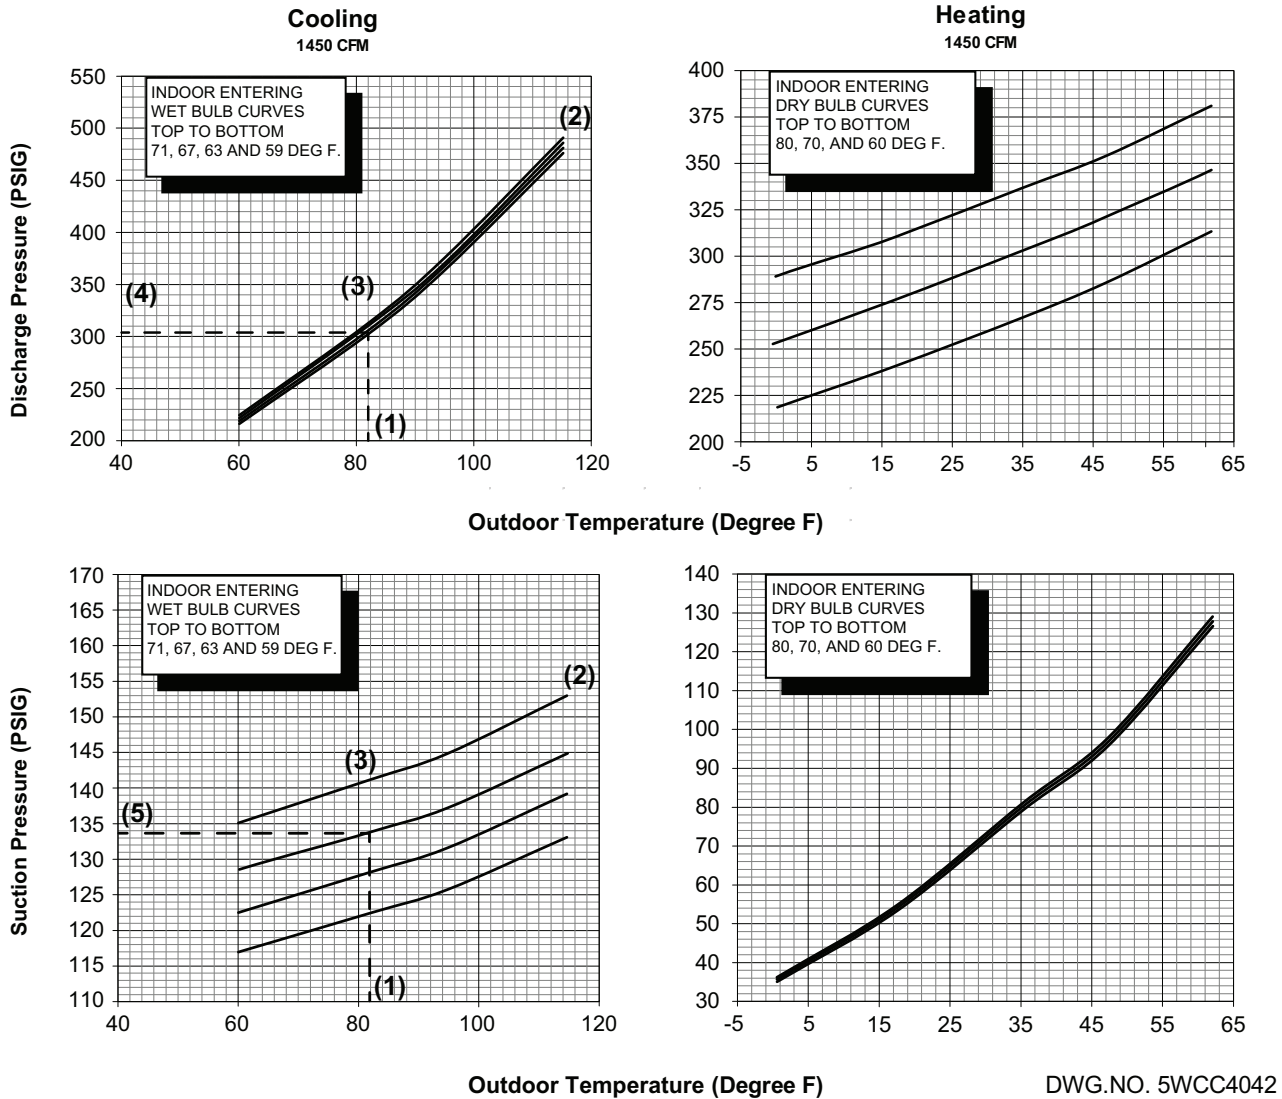 Cooling
1450 CFM
Heating
1450 CFM
Discharge Pressure (PSIG)
550
500
450
400
350
300
250
200
INDOOR ENTERING
WET BULB CURVES
TOP TO BOTTOM
71, 67, 63 AND 59 DEG F.
(2)
(3)
(4)
(1)
40 60 80 100 120
400
375
350
325
300
275
250
225
200
INDOOR ENTERING
DRY BULB CURVES
TOP TO BOTTOM
80, 70, AND 60 DEG F.
-5 5 15 25 35 45 55 65
Outdoor Temperature (Degree F)
Suction Pressure (PSIG)
170
165
160
155
150
145
140
135
130
125
120
115
110
INDOOR ENTERING
WET BULB CURVES
TOP TO BOTTOM
71, 67, 63 AND 59 DEG F.
(2)
(3)
(5)
(1)
40 60 80 100 120
140
130
120
110
100
90
80
70
60
50
40
30
INDOOR ENTERING
DRY BULB CURVES
TOP TO BOTTOM
80, 70, AND 60 DEG F.
-5 5 15 25 35 45 55 65
Outdoor Temperature (Degree F)
DWG.NO. 5WCC4042